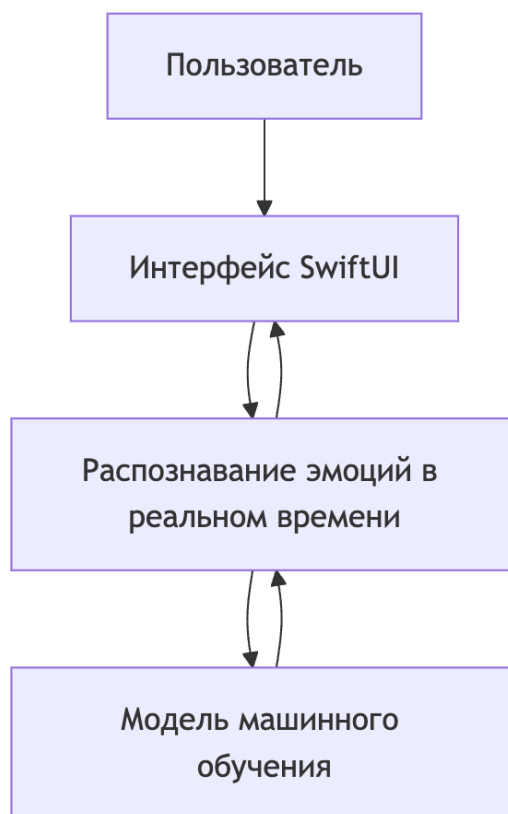 Пользователь
Интерфейс SwiftUI
Распознавание эмоций в
реальном времени
Модель машинного
обучения